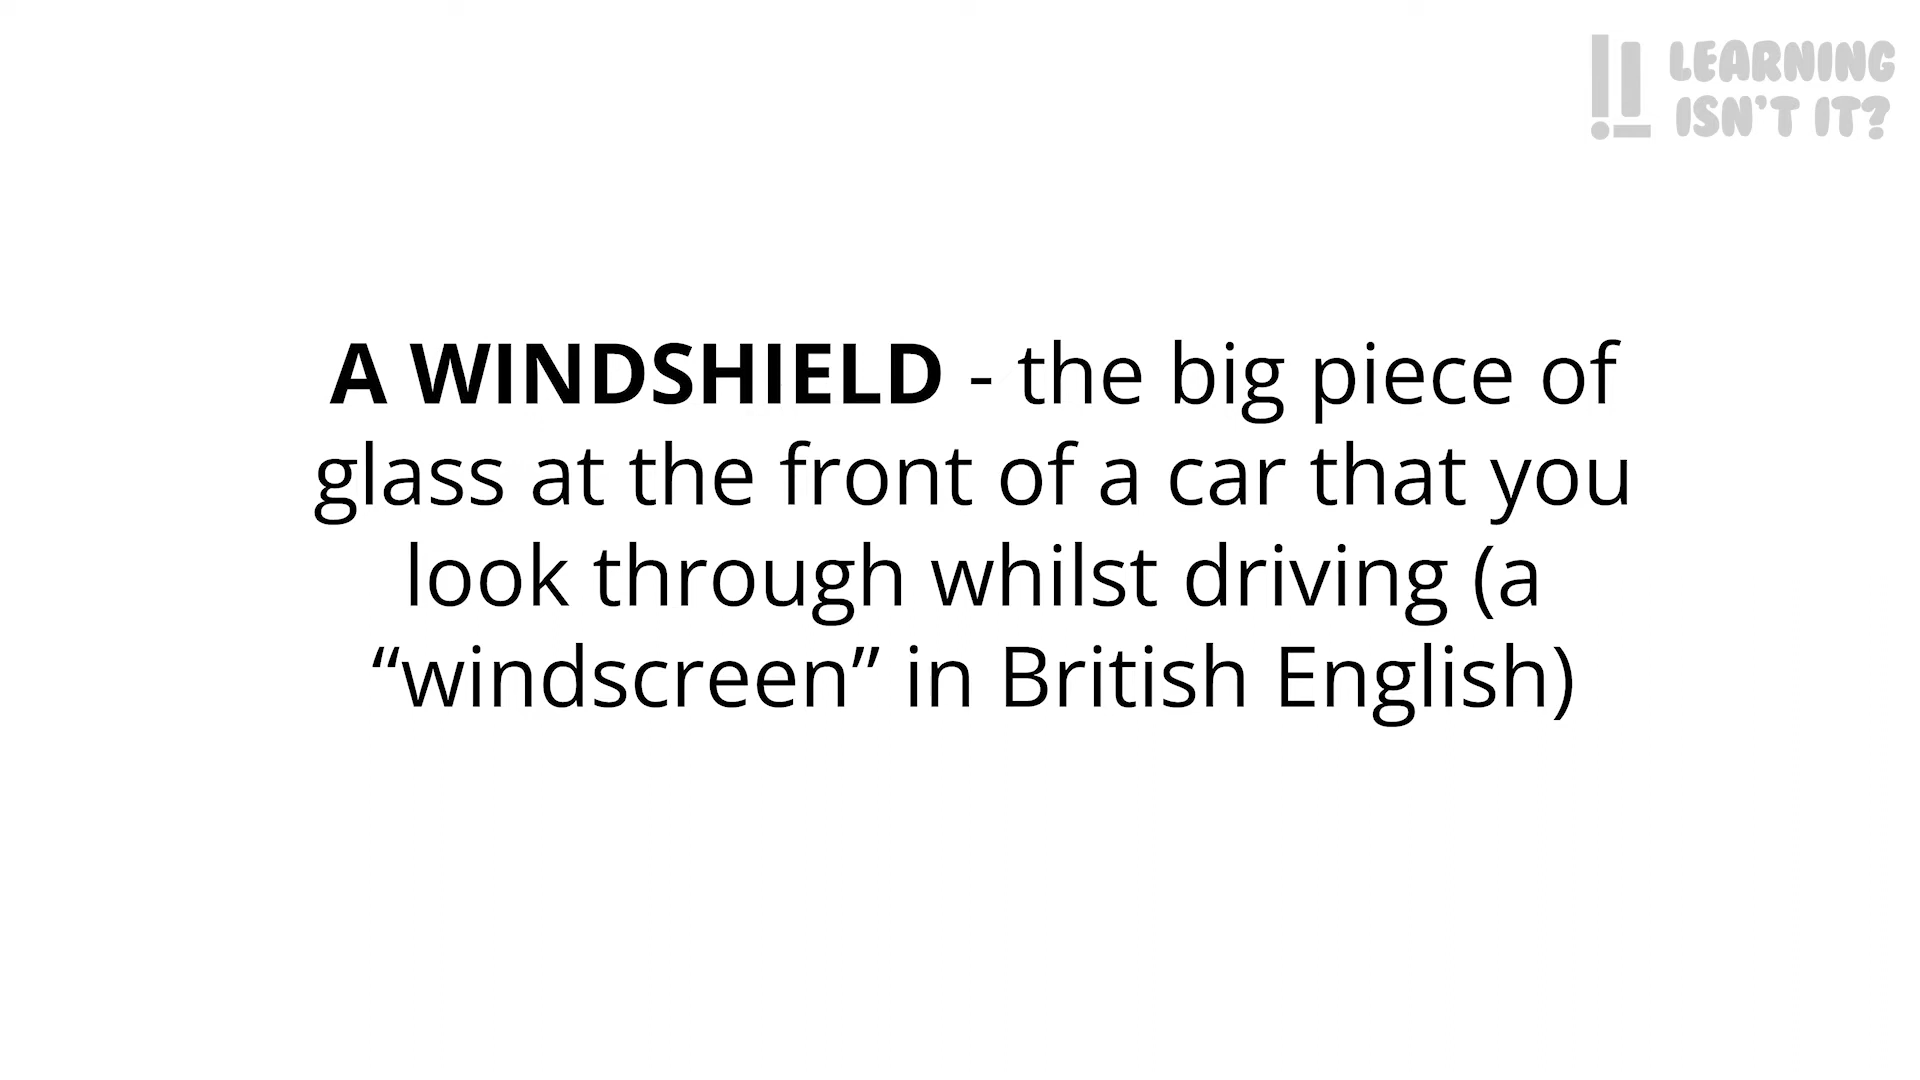 LEARNING
ISN'T IT?
A WINDSHIELD - the big piece of
glass at the front of a car that you
look through whilst driving (a
“windscreen” in British English)